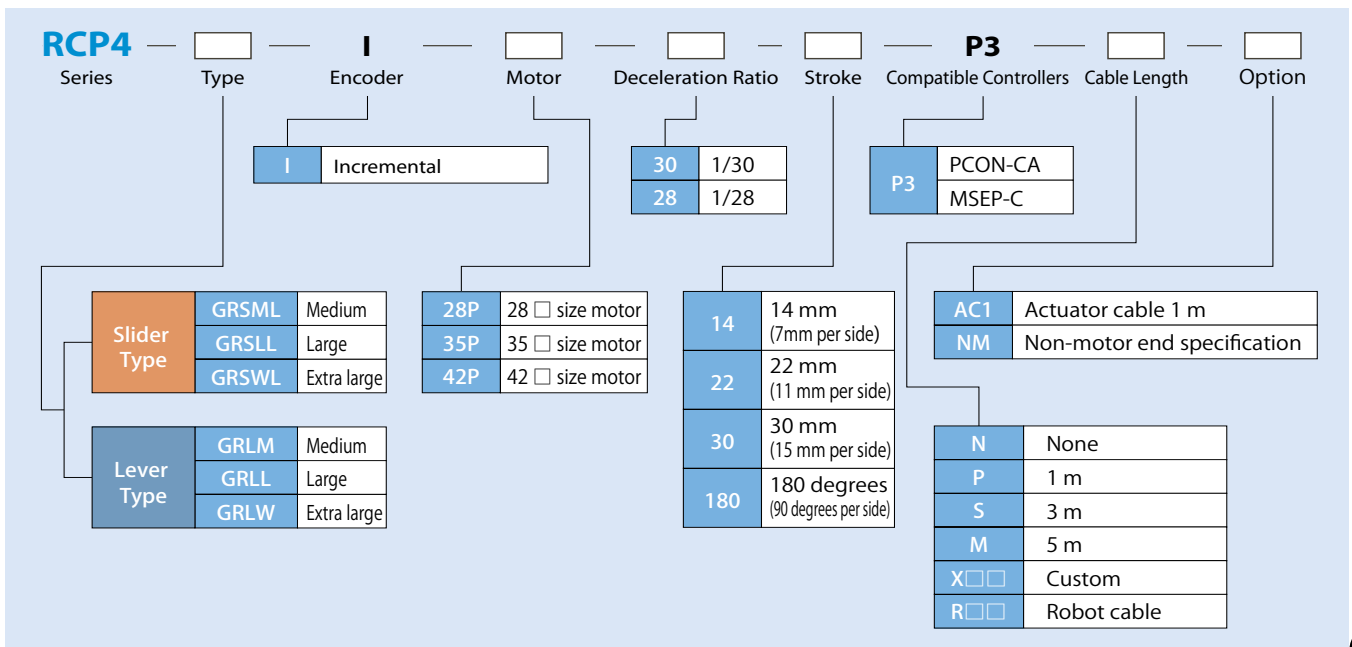 RCP4 — □ — I — □ — □ — □ — P3 — □ — □
Series Type Encoder Motor Deceleration Ratio Stroke Compatible Controllers Cable Length Option
I Incremental
30 1/30
28 1/28
P3 PCON-CA
MSEP-C
Slider Type
GRSML Medium
GRSLL Large
GRSWL Extra large
Lever Type
GRLM Medium
GRLL Large
GRLW Extra large
28P 28 □ size motor
35P 35 □ size motor
42P 42 □ size motor
14 14 mm
(7mm per side)
22 22 mm
(11 mm per side)
30 30 mm
(15 mm per side)
180 180 degrees
(90 degrees per side)
AC1 Actuator cable 1 m
NM Non-motor end specification
N None
P 1 m
S 3 m
M 5 m
X□□ Custom
R□□ Robot cable